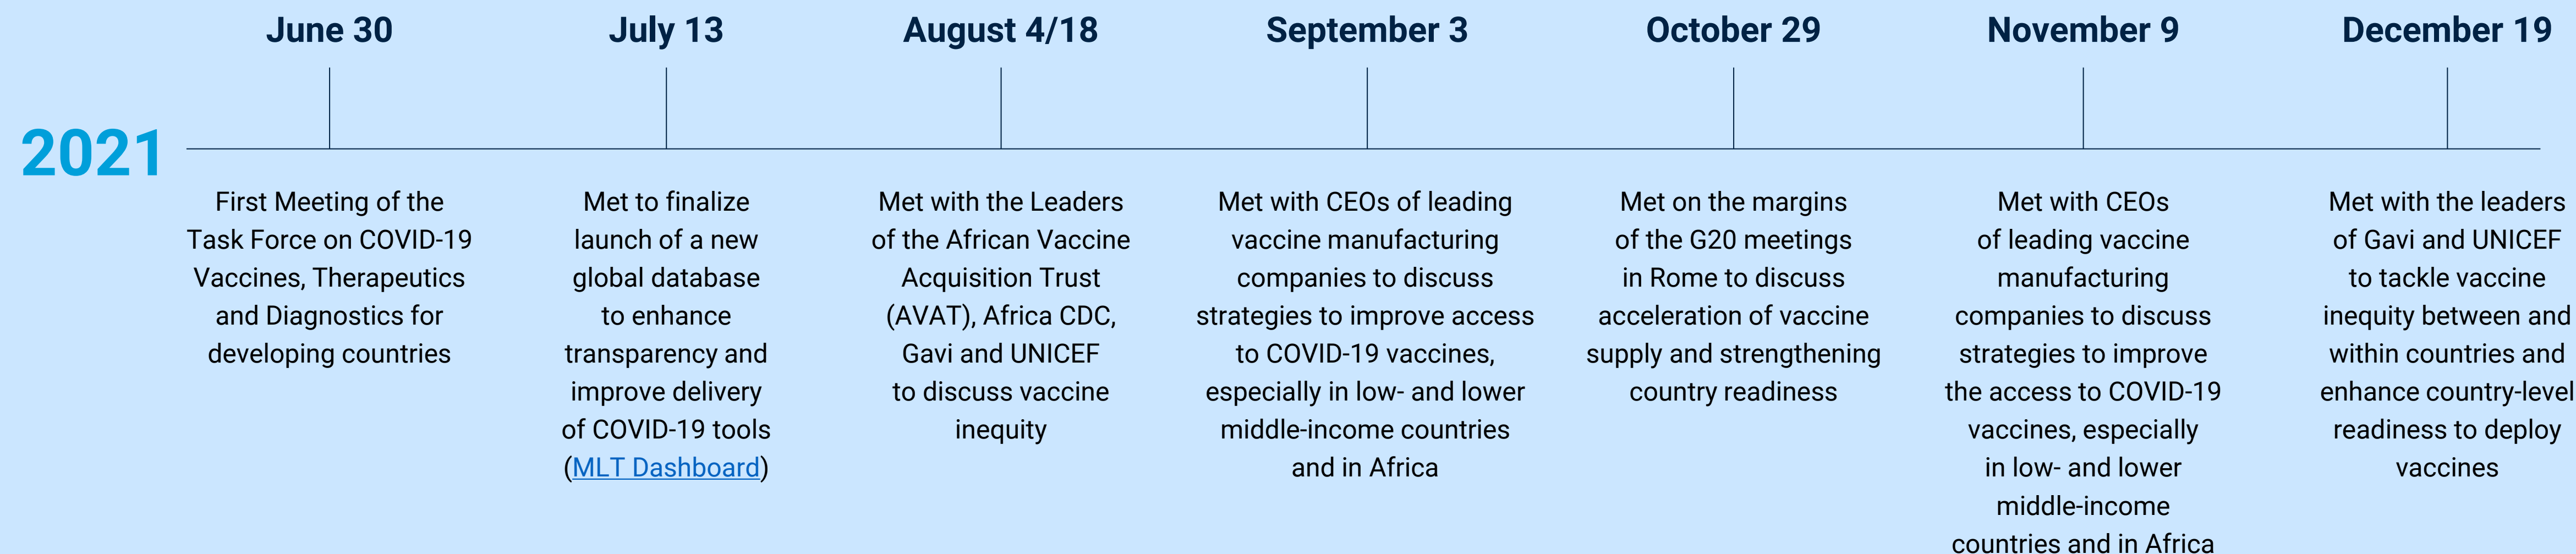 2021
June 30
First Meeting of the
Task Force on COVID-19
Vaccines, Therapeutics
and Diagnostics for
developing countries
July 13
Met to finalize
launch of a new
global database
to enhance
transparency and
improve delivery
of COVID-19 tools
(MLT Dashboard)
August 4/18
Met with the Leaders
of the African Vaccine
Acquisition Trust
(AVAT), Africa CDC,
Gavi and UNICEF
to discuss vaccine
inequity
September 3
Met with CEOs of leading
vaccine manufacturing
companies to discuss
strategies to improve access
to COVID-19 vaccines,
especially in low- and lower
middle-income countries
and in Africa
October 29
Met on the margins
of the G20 meetings
in Rome to discuss
acceleration of vaccine
supply and strengthening
country readiness
November 9
Met with CEOs
of leading vaccine
manufacturing
companies to discuss
strategies to improve
the access to COVID-19
vaccines, especially
in low- and lower
middle-income
countries and in Africa
December 19
Met with the leaders
of Gavi and UNICEF
to tackle vaccine
inequity between and
within countries and
enhance country-level
readiness to deploy
vaccines